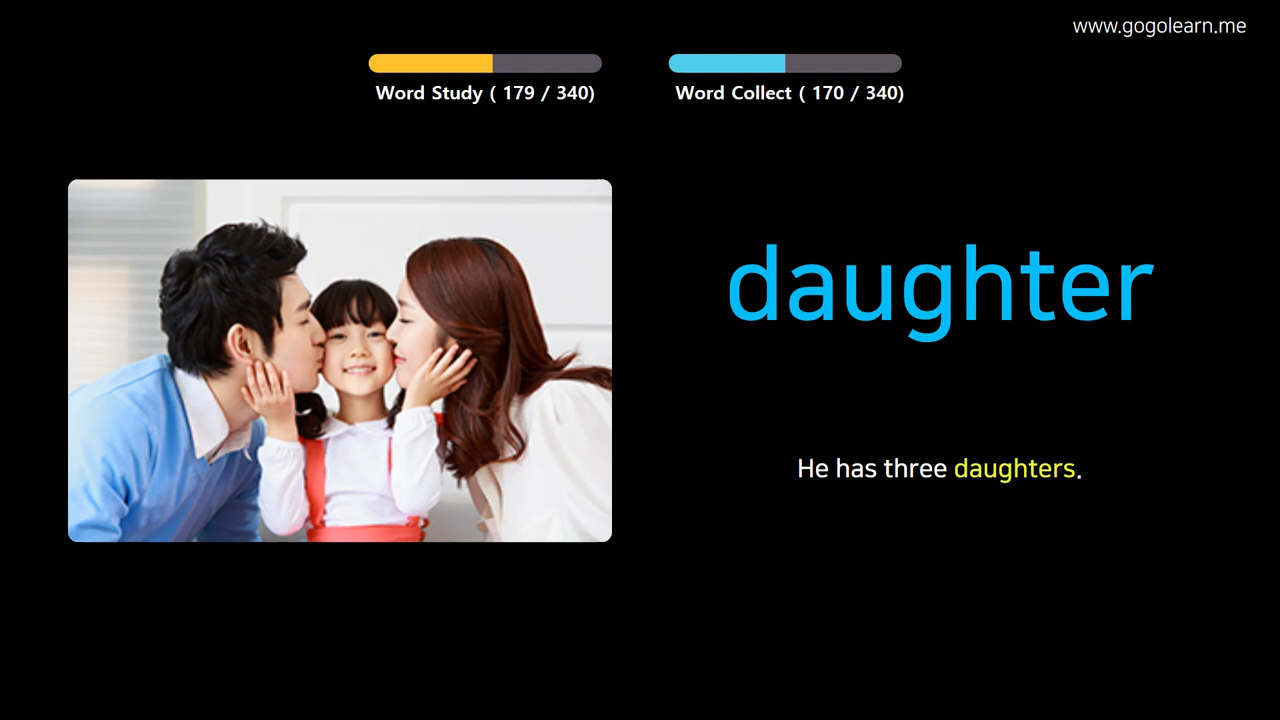 www.gogolearn.me
Word Study ( 179 / 340)
Word Collect ( 170 / 340)
daughter
He has three daughters.